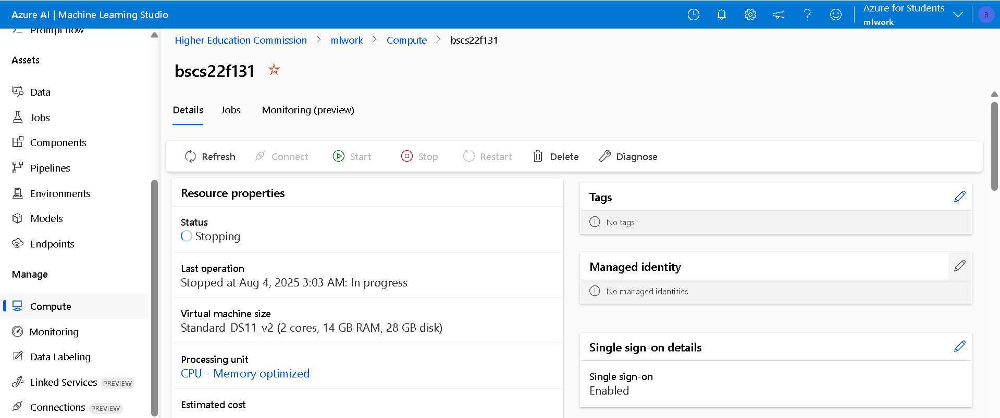 Azure AI | Machine Learning Studio
Azure for Students
mlwork
B
Prompt flow
Assets
Data
Jobs
Components
Pipelines
Environments
Models
Endpoints
Manage
Compute
Monitoring
Data Labeling
Linked Services PREVIEW
Connections PREVIEW
Higher Education Commission > mlwork > Compute > bscs22f131
bscs22f131
Details Jobs Monitoring (preview)
Refresh Connect Start Stop Restart Delete Diagnose
Resource properties
Status
Stopping
Last operation
Stopped at Aug 4, 2025 3:03 AM: In progress
Virtual machine size
Standard_DS11_v2 (2 cores, 14 GB RAM, 28 GB disk)
Processing unit
CPU - Memory optimized
Estimated cost
Tags
No tags
Managed identity
No managed identities
Single sign-on details
Single sign-on
Enabled